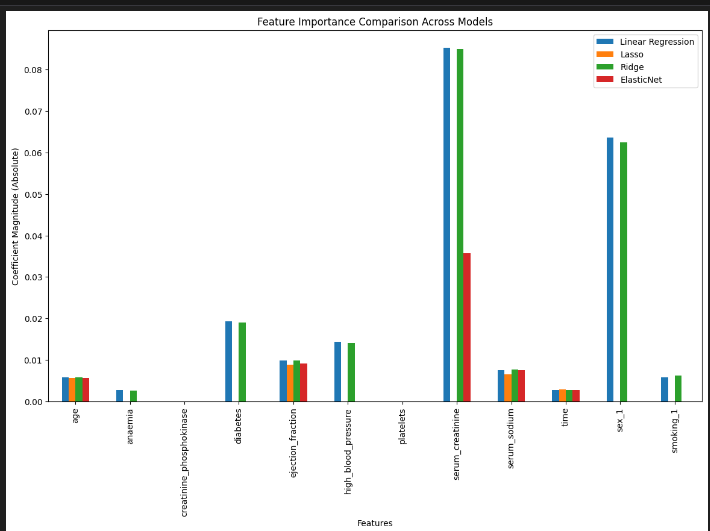 Feature Importance Comparison Across Models
Linear Regression
Lasso
Ridge
ElasticNet
Coefficient Magnitude (Absolute)
0.08
0.07
0.06
0.05
0.04
0.03
0.02
0.01
0.00
age
anaemia
creatinine_phosphokinase
diabetes
ejection_fraction
high_blood_pressure
platelets
serum_creatinine
serum_sodium
time
sex_1
smoking_1
Features